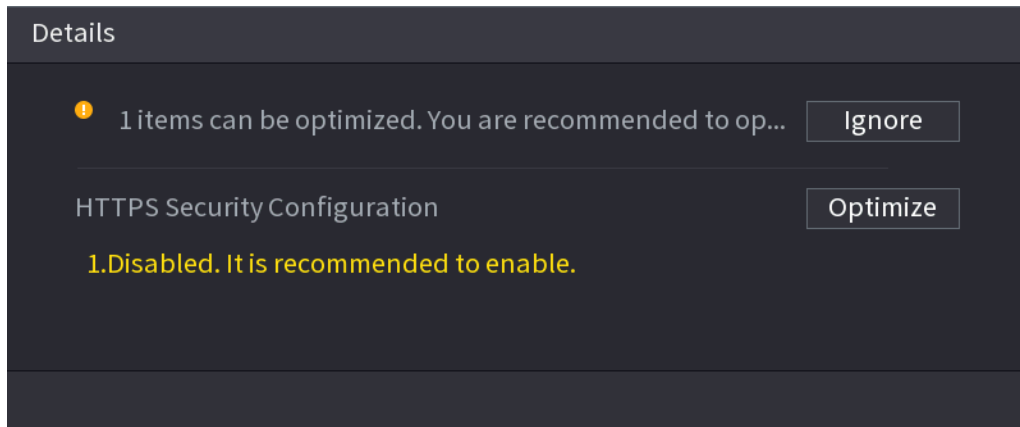 Details
1 items can be optimized. You are recommended to op...
Ignore
HTTPS Security Configuration
Optimize
1.Disabled. It is recommended to enable.